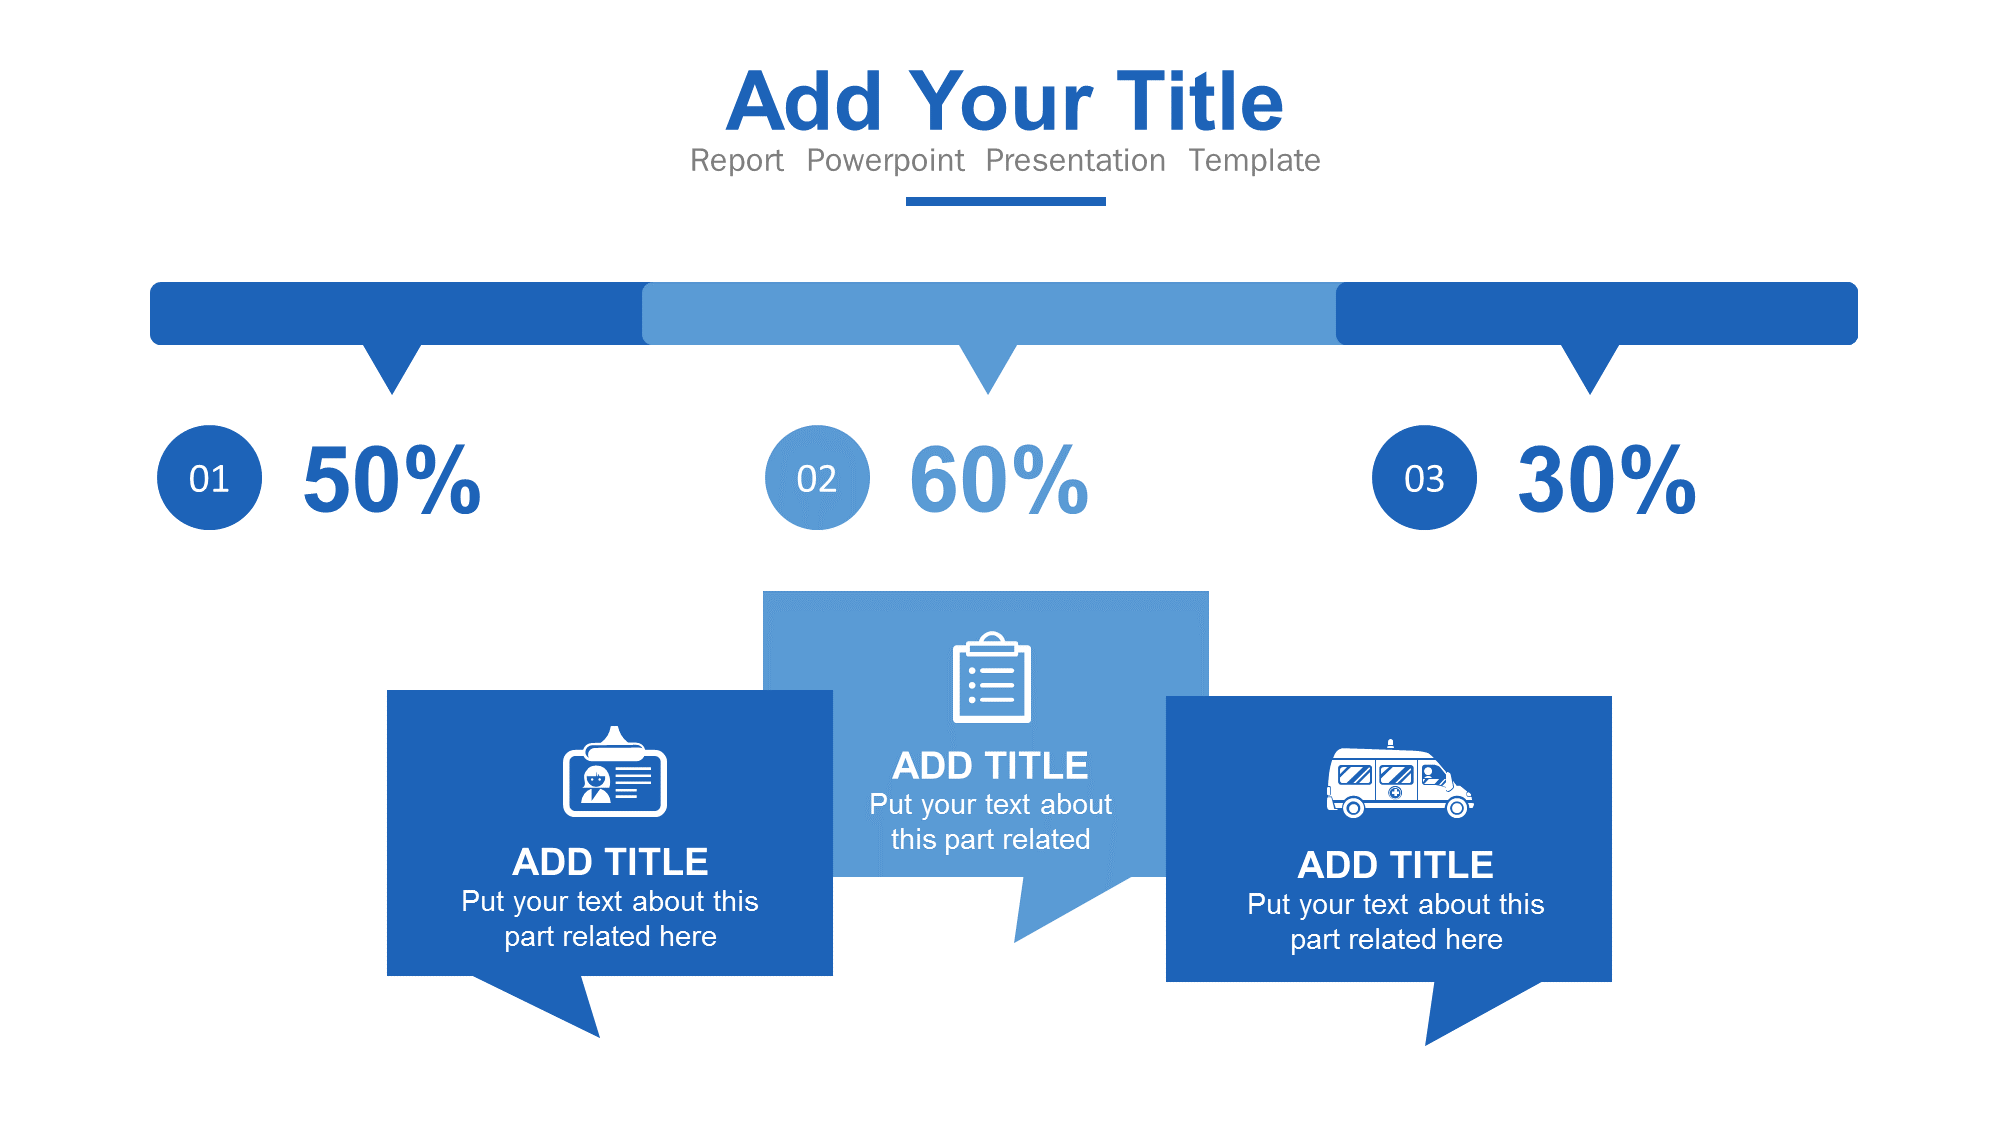 Add Your Title
Report Powerpoint Presentation Template
01
50%
02
60%
03
30%
ADD TITLE
Put your text about this
part related here
ADD TITLE
Put your text about
this part related
ADD TITLE
Put your text about this
part related here